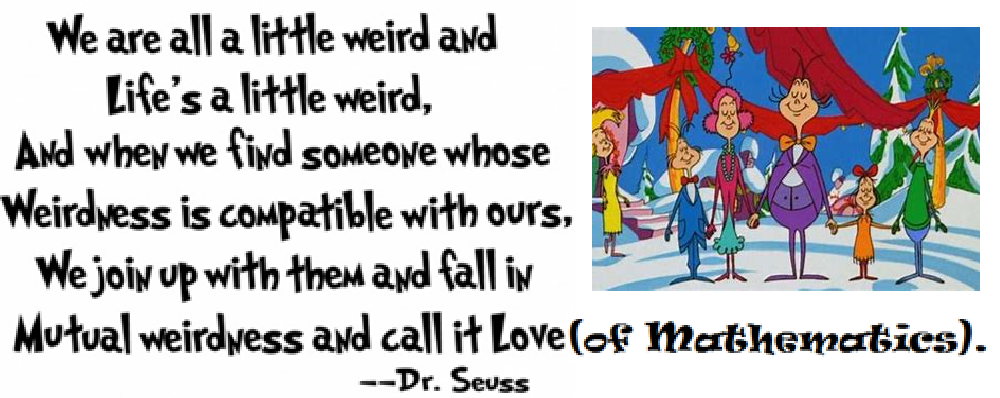 We are all a little weird and
Life's a little weird,
And when we find someone whose
Weirdness is compatible with ours,
We join up with them and fall in
Mutual weirdness and call it Love (of Mathematics).
--Dr. Seuss